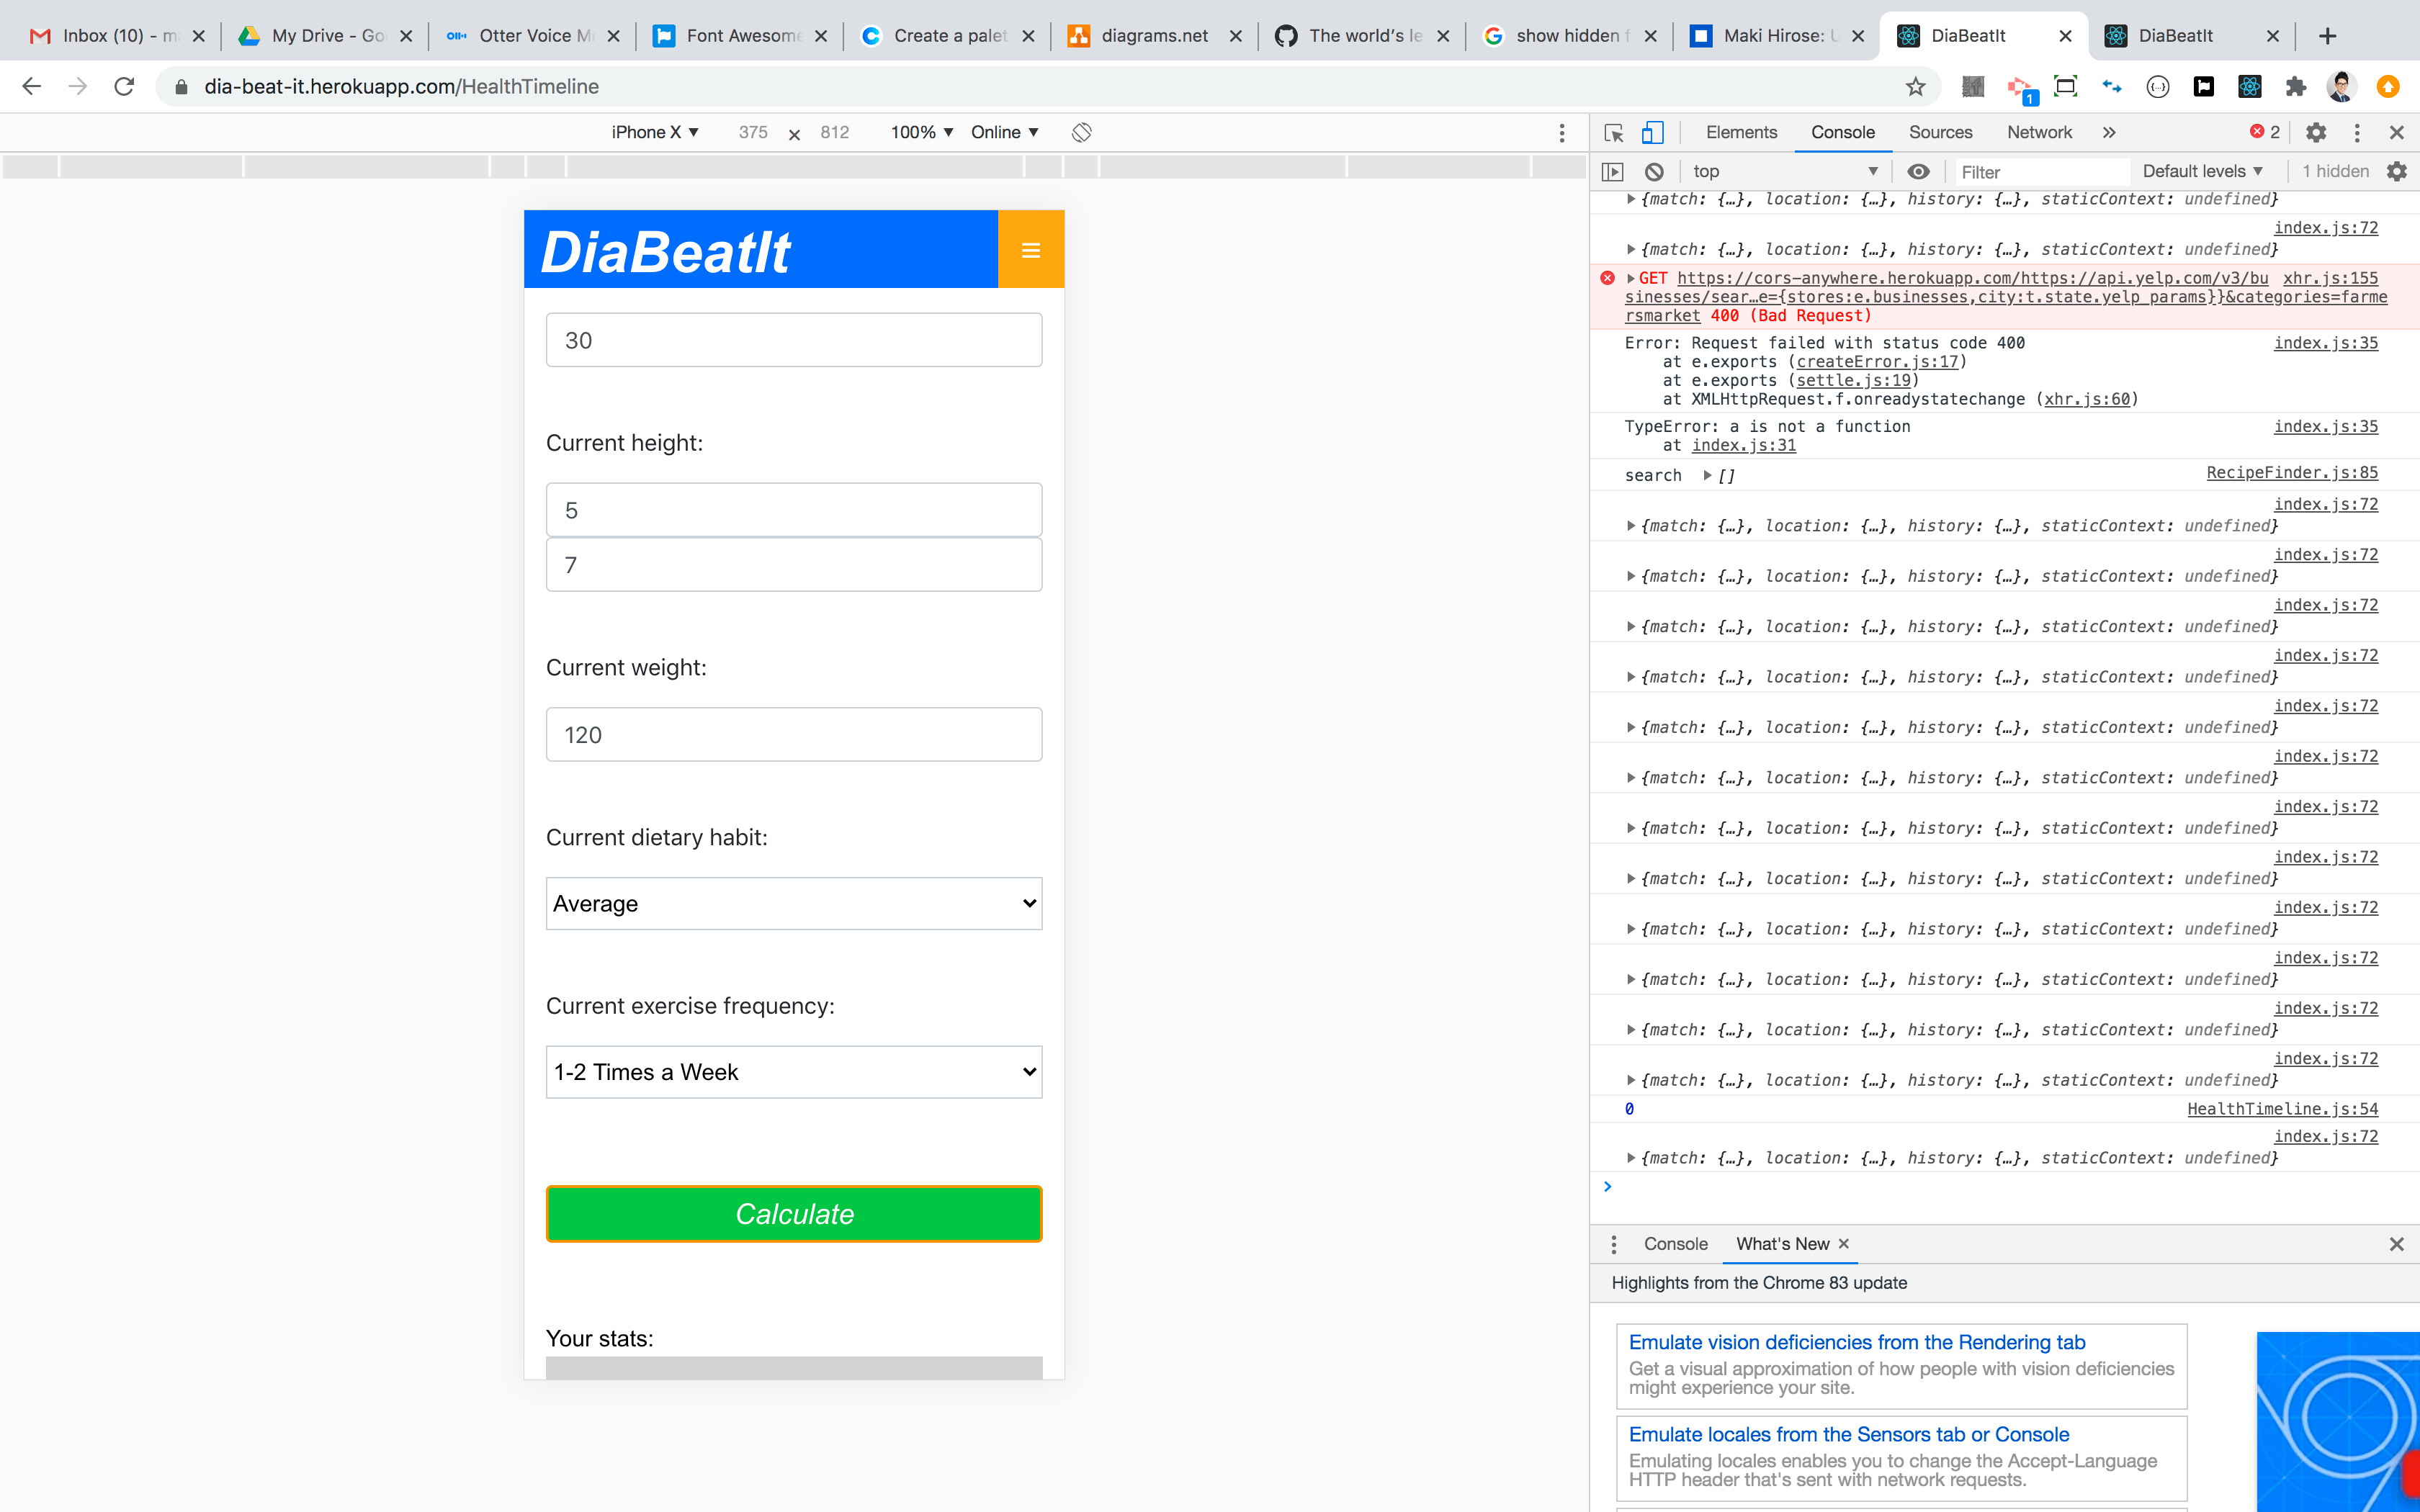 Inbox (10) - m
My Drive - Go
Otter Voice M
Font Awesome
Create a palet
diagrams.net
The world's le
show hidden f
Maki Hirose: U
DiaBeatIt
DiaBeatIt
dia-beat-it.herokuapp.com/HealthTimeline
1
iPhone X ▼ 375 × 812 100% ▼ Online ▼
DiaBeatIt
30
Current height:
5
7
Current weight:
120
Current dietary habit:
Average
Current exercise frequency:
1-2 Times a Week
Calculate
Your stats:
Elements Console Sources Network » 2
top Filter Default levels ▼ 1 hidden
{match: {…}, location: {…}, history: {…}, staticContext: undefined}
index.js:72
{match: {…}, location: {…}, history: {…}, staticContext: undefined}
GET https://cors-anywhere.herokuapp.com/https://api.yelp.com/v3/bu xhr.js:155
sinesses/sear…e={stores:e.businesses,city:t.state.yelp_params}}&categories=farme
rsmarket 400 (Bad Request)
Error: Request failed with status code 400 index.js:35
at e.exports (createError.js:17)
at e.exports (settle.js:19)
at XMLHttpRequest.f.onreadystatechange (xhr.js:60)
TypeError: a is not a function index.js:35
at index.js:31
search [] RecipeFinder.js:85
index.js:72
{match: {…}, location: {…}, history: {…}, staticContext: undefined}
index.js:72
{match: {…}, location: {…}, history: {…}, staticContext: undefined}
index.js:72
{match: {…}, location: {…}, history: {…}, staticContext: undefined}
index.js:72
{match: {…}, location: {…}, history: {…}, staticContext: undefined}
index.js:72
{match: {…}, location: {…}, history: {…}, staticContext: undefined}
index.js:72
{match: {…}, location: {…}, history: {…}, staticContext: undefined}
index.js:72
{match: {…}, location: {…}, history: {…}, staticContext: undefined}
index.js:72
{match: {…}, location: {…}, history: {…}, staticContext: undefined}
index.js:72
{match: {…}, location: {…}, history: {…}, staticContext: undefined}
index.js:72
{match: {…}, location: {…}, history: {…}, staticContext: undefined}
index.js:72
{match: {…}, location: {…}, history: {…}, staticContext: undefined}
index.js:72
{match: {…}, location: {…}, history: {…}, staticContext: undefined}
0 HealthTimeline.js:54
index.js:72
{match: {…}, location: {…}, history: {…}, staticContext: undefined}
Console What's New
Highlights from the Chrome 83 update
Emulate vision deficiencies from the Rendering tab
Get a visual approximation of how people with vision deficiencies
might experience your site.
Emulate locales from the Sensors tab or Console
Emulating locales enables you to change the Accept-Language
HTTP header that's sent with network requests.